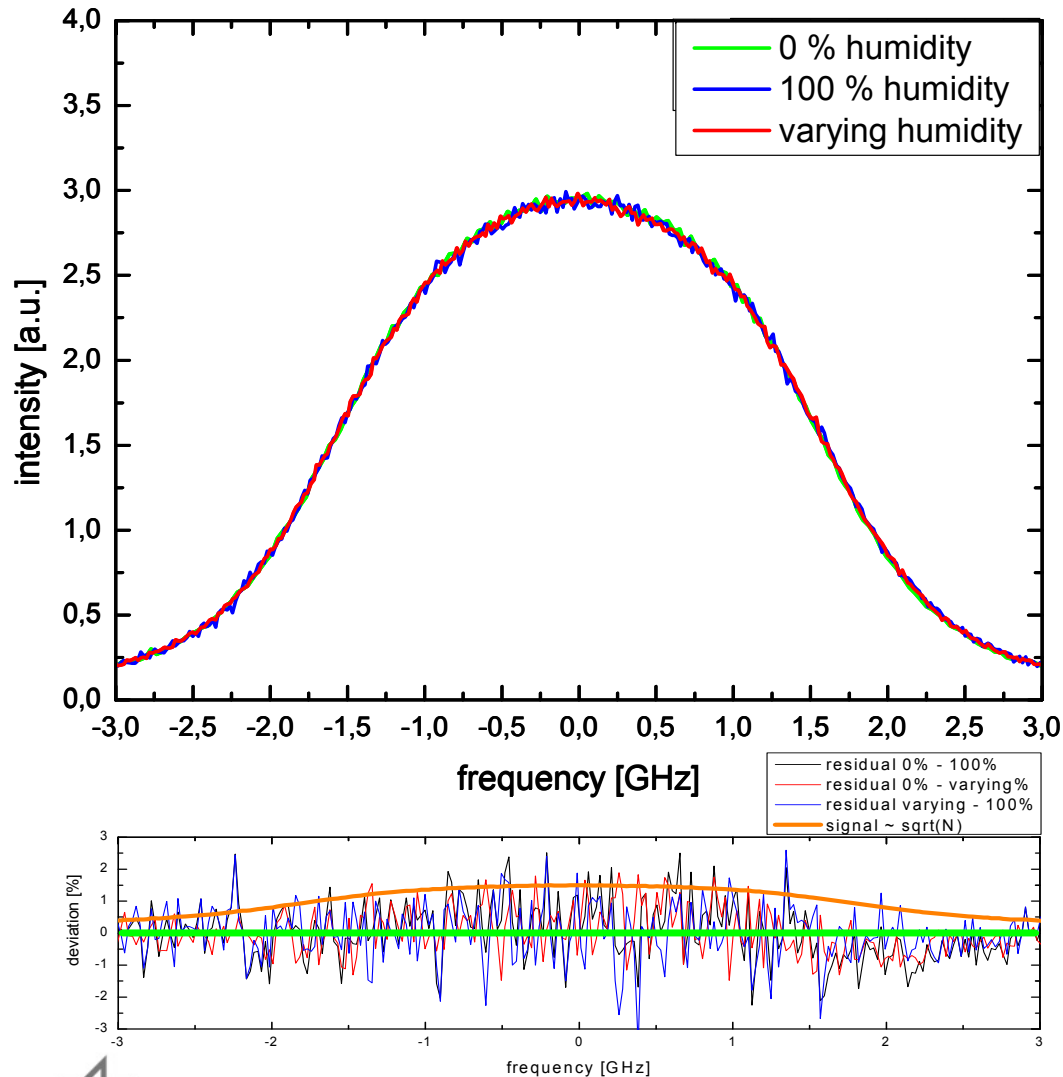 4,0
3,5
3,0
2,5
2,0
1,5
1,0
0,5
0,0
intensity [a.u.]
0 % humidity
100 % humidity
varying humidity
-3,0 -2,5 -2,0 -1,5 -1,0 -0,5 0,0 0,5 1,0 1,5 2,0 2,5 3,0
frequency [GHz]
residual 0% - 100%
residual 0% - varying%
residual varying - 100%
signal ~ sqrt(N)
3
2
1
0
-1
-2
-3
deviation [%]
-3 -2 -1 0 1 2 3
frequency [GHz]